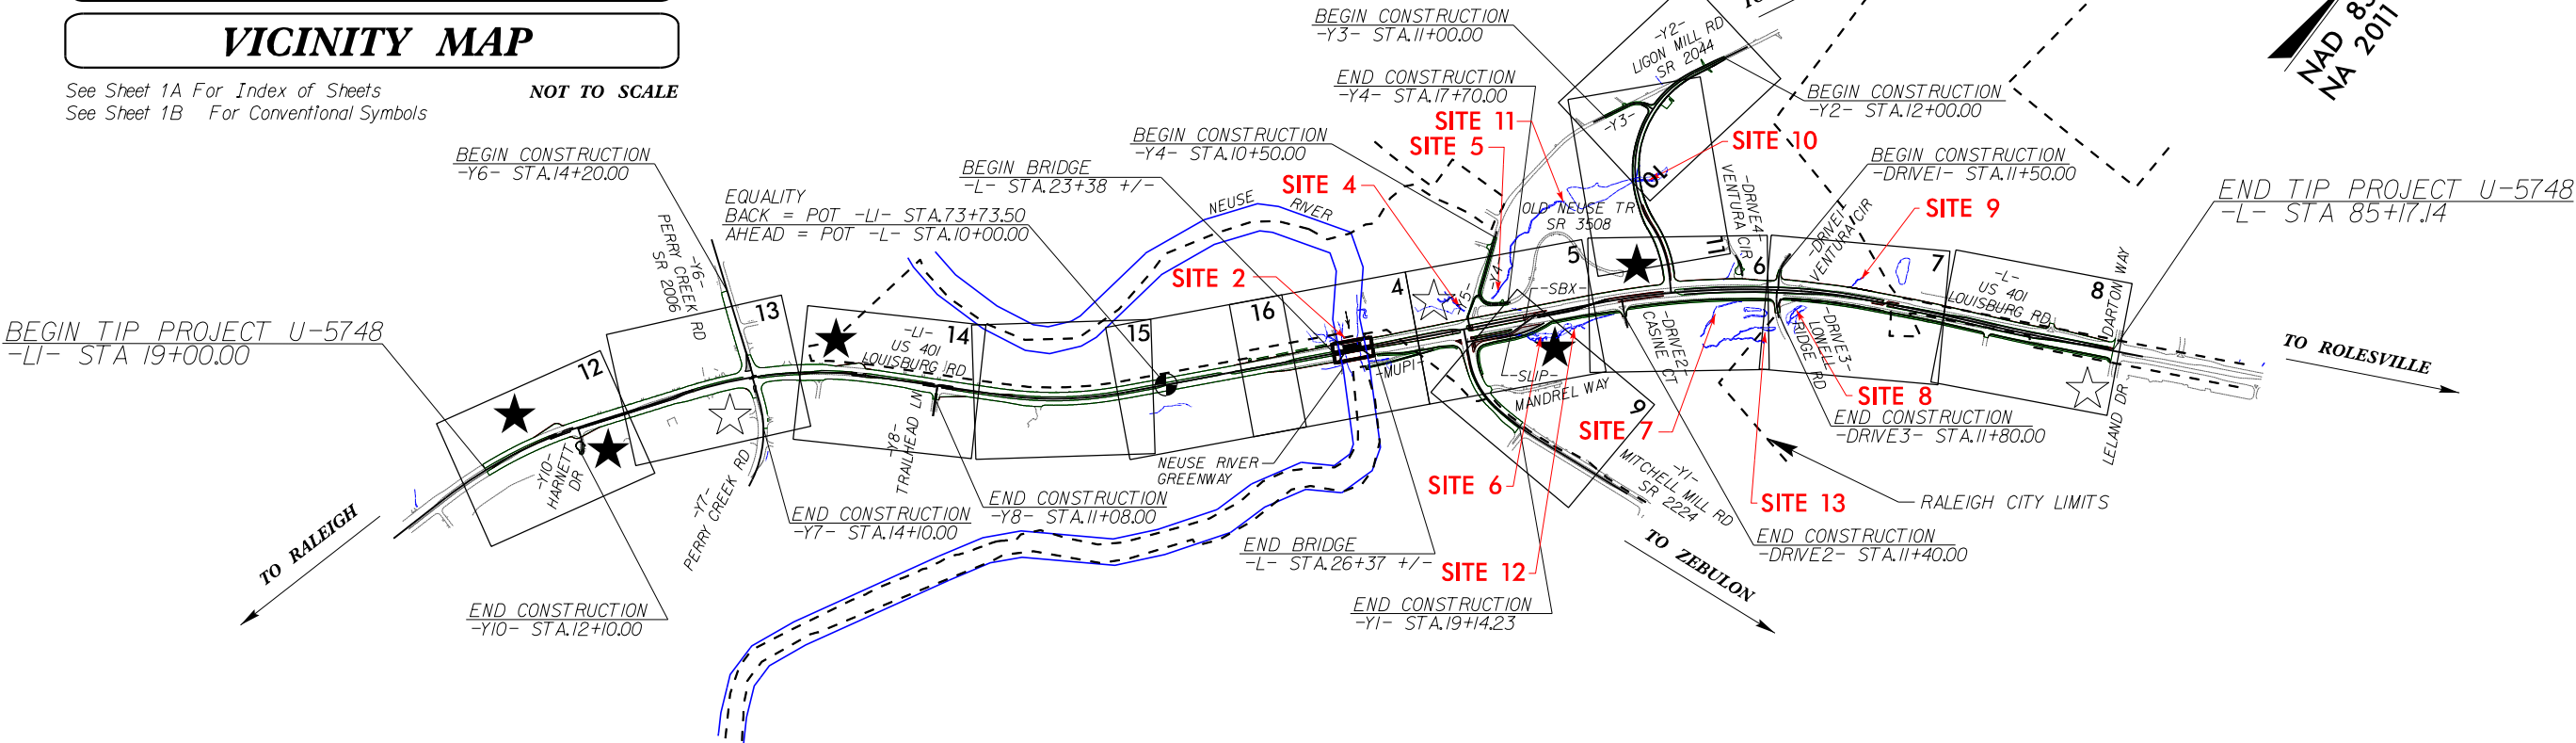 VICINITY MAP
See Sheet 1A For Index of Sheets
NOT TO SCALE
See Sheet 1B For Conventional Symbols
BEGIN CONSTRUCTION
-Y3- STA.11+00.00
-Y2-
LIGON MILL RD
SR 2044
NAD 83
NA 2011
END CONSTRUCTION
-Y4- STA.17+70.00
BEGIN CONSTRUCTION
-Y2- STA.12+00.00
SITE 11
-Y3-
BEGIN CONSTRUCTION
-Y4- STA.10+50.00
SITE 5
SITE 10
BEGIN CONSTRUCTION
-Y6- STA.14+20.00
BEGIN BRIDGE
-L- STA.23+38 +/-
BEGIN CONSTRUCTION
-DRIVE1- STA.11+50.00
SITE 4
10
END TIP PROJECT U-5748
-L- STA 85+17.14
EQUALITY
BACK = POT -L1- STA.73+73.50
AHEAD = POT -L- STA.10+00.00
NEUSE RIVER
OLD NEUSE TR
SR 3508
-DRIVE4-
VENTURA CIR
-DRIVE1-
VENTURA CIR
SITE 9
-Y6-
PERRY CREEK RD
SR 2006
SITE 2
-Y4-
5
11
6
7
8
4
16
15
14
13
12
-5-
-SBX-
-L-
US 401
LOUISBURG RD
DARTON WAY
BEGIN TIP PROJECT U-5748
-L1- STA 19+00.00
-L1-
US 401
LOUISBURG RD
-DRIVE2-
CASINE CT
-DRIVE3-
LOWELL
RIDGE RD
TO ROLESVILLE
-MUP1-
-SLIP-
MANDREL WAY
9
SITE 8
END CONSTRUCTION
-DRIVE3- STA.11+80.00
LELAND DR
SITE 7
-Y10-
HARNETT
DR
-Y8-
TRAILHEAD LN
-Y7-
PERRY CREEK RD
NEUSE RIVER
GREENWAY
-Y1-
MITCHELL MILL RD
SR 2224
SITE 6
SITE 13
RALEIGH CITY LIMITS
END CONSTRUCTION
-Y8- STA.11+08.00
END CONSTRUCTION
-Y7- STA.14+10.00
END CONSTRUCTION
-DRIVE2- STA.11+40.00
END BRIDGE
-L- STA.26+37 +/-
SITE 12
TO RALEIGH
TO ZEBULON
END CONSTRUCTION
-Y10- STA.12+10.00
END CONSTRUCTION
-Y1- STA.19+14.23